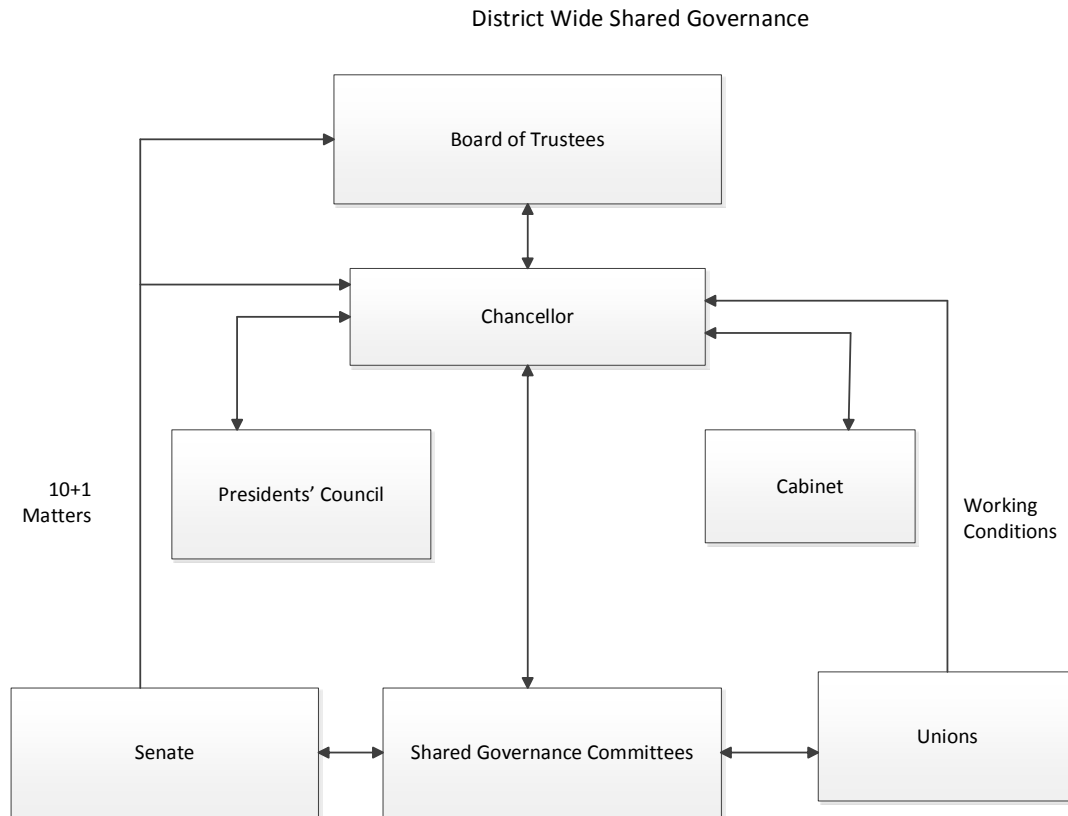 District Wide Shared Governance
Board of Trustees
Chancellor
Presidents’ Council
Cabinet
10+1
Matters
Working
Conditions
Senate
Shared Governance Committees
Unions